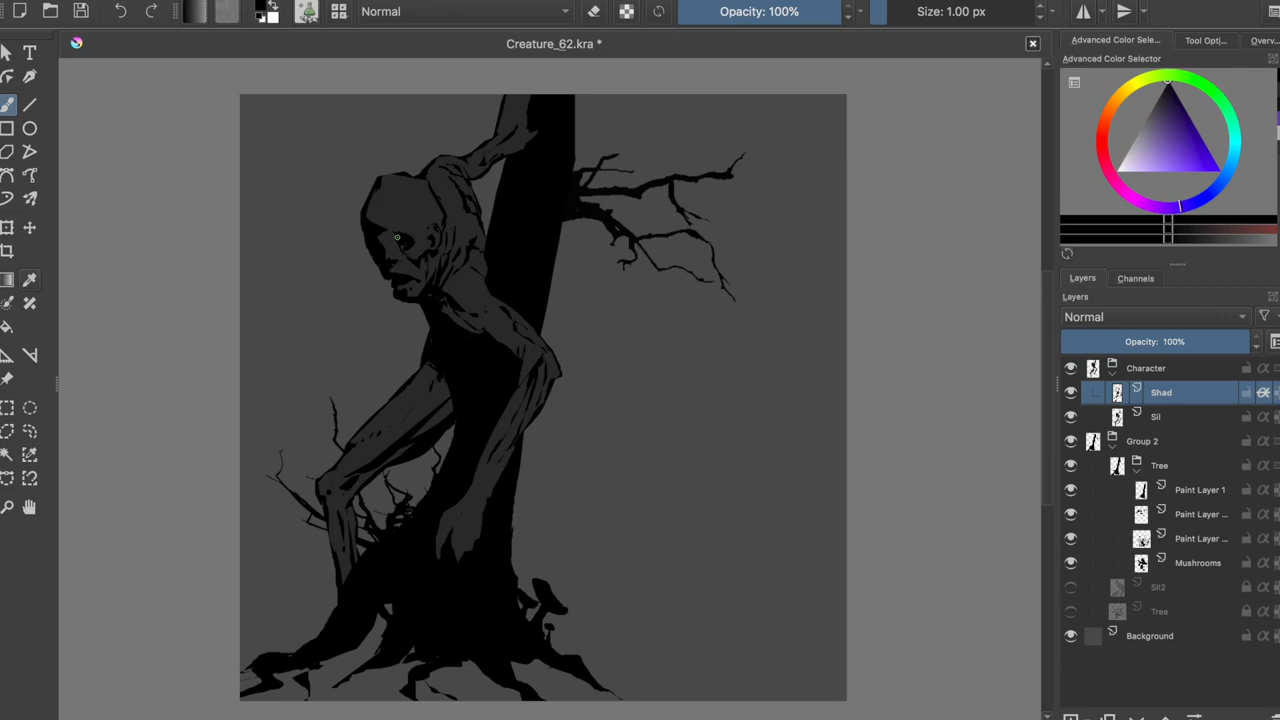 Normal
Opacity: 100%
Size: 1.00 px
Creature_62.kra *
Advanced Color Sele...
Tool Opti...
Overv...
Advanced Color Selector
Layers
Channels
Layers
Normal
Opacity: 100%
Character
Shad
Sil
Group 2
Tree
Paint Layer 1
Paint Layer ...
Paint Layer ...
Mushrooms
Tree
Background